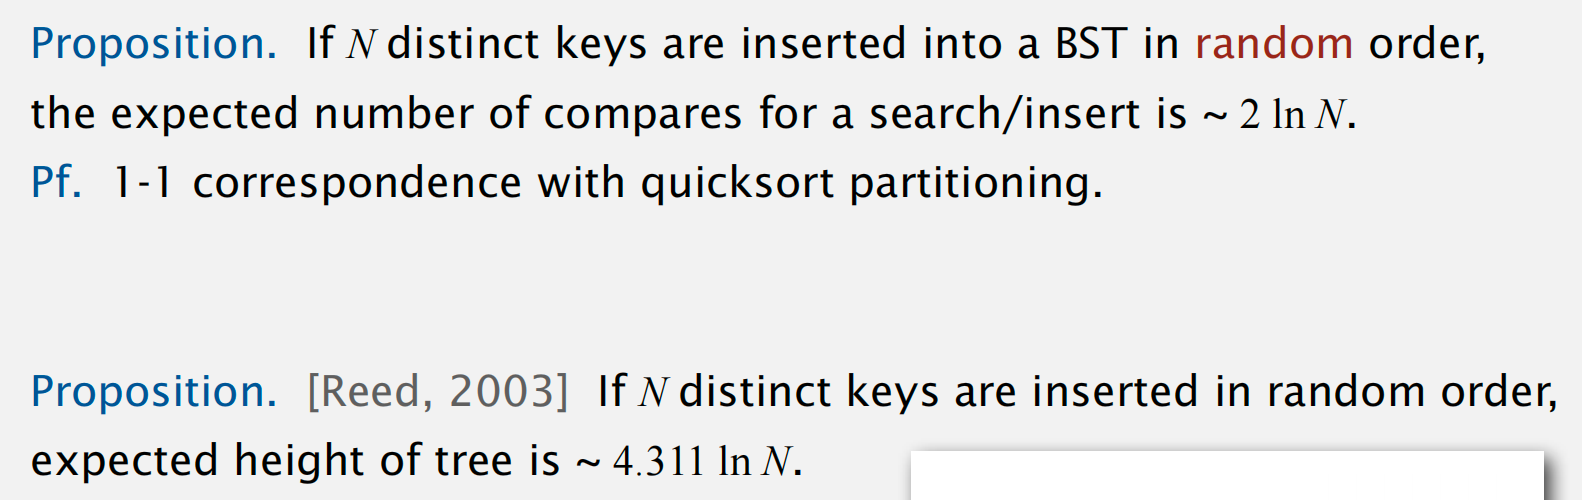 Proposition. If N distinct keys are inserted into a BST in random order,
the expected number of compares for a search/insert is ~ 2 ln N.
Pf. 1-1 correspondence with quicksort partitioning.
Proposition. [Reed, 2003] If N distinct keys are inserted in random order,
expected height of tree is ~ 4.311 ln N.